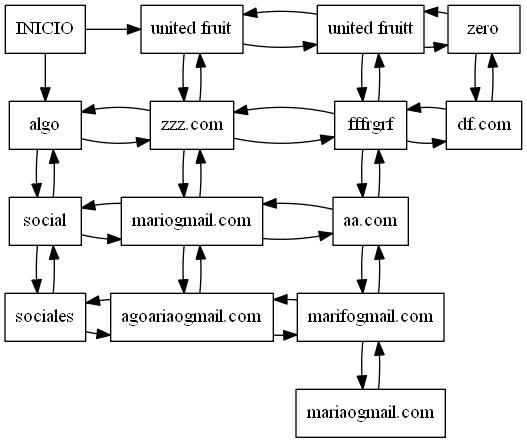 INICIO
united fruit
united fruitt
zero
algo
zzz.com
fffrgrf
df.com
social
mariogmail.com
aa.com
sociales
agoariaogmail.com
marifogmail.com
mariaogmail.com